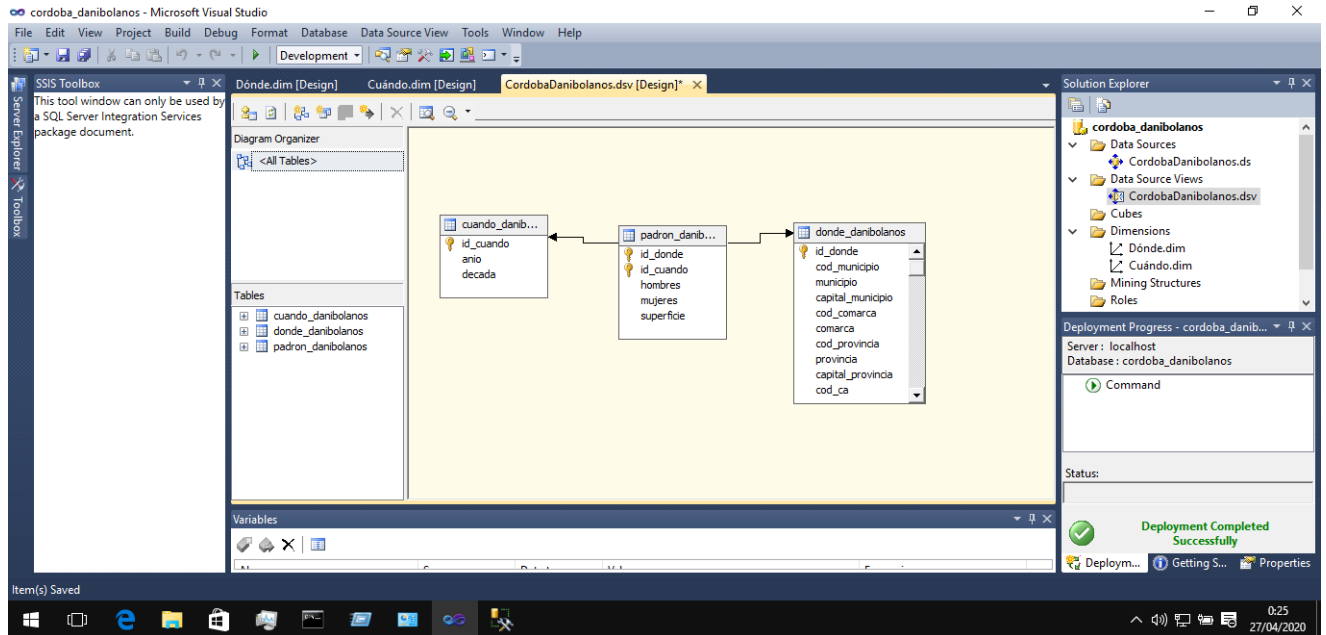 cordoba_danibolanos - Microsoft Visual Studio
File Edit View Project Build Debug Format Database Data Source View Tools Window Help
Development
Server Explorer
Toolbox
SSIS Toolbox
This tool window can only be used by
a SQL Server Integration Services
package document.
Dónde.dim [Design] Cuándo.dim [Design] CordobaDanibolanos.dsv [Design]*
Diagram Organizer
<All Tables>
Tables
cuando_danibolanos
donde_danibolanos
padron_danibolanos
cuando_danib...
id_cuando
anio
decada
padron_danib...
id_donde
id_cuando
hombres
mujeres
superficie
donde_danibolanos
id_donde
cod_municipio
municipio
capital_municipio
cod_comarca
comarca
cod_provincia
provincia
capital_provincia
cod_ca
Variables
Solution Explorer
cordoba_danibolanos
Data Sources
CordobaDanibolanos.ds
Data Source Views
CordobaDanibolanos.dsv
Cubes
Dimensions
Dónde.dim
Cuándo.dim
Mining Structures
Roles
Deployment Progress - cordoba_danib...
Server : localhost
Database : cordoba_danibolanos
Command
Status:
Deployment Completed
Successfully
Deploym... Getting S... Properties
Item(s) Saved
0:25
27/04/2020